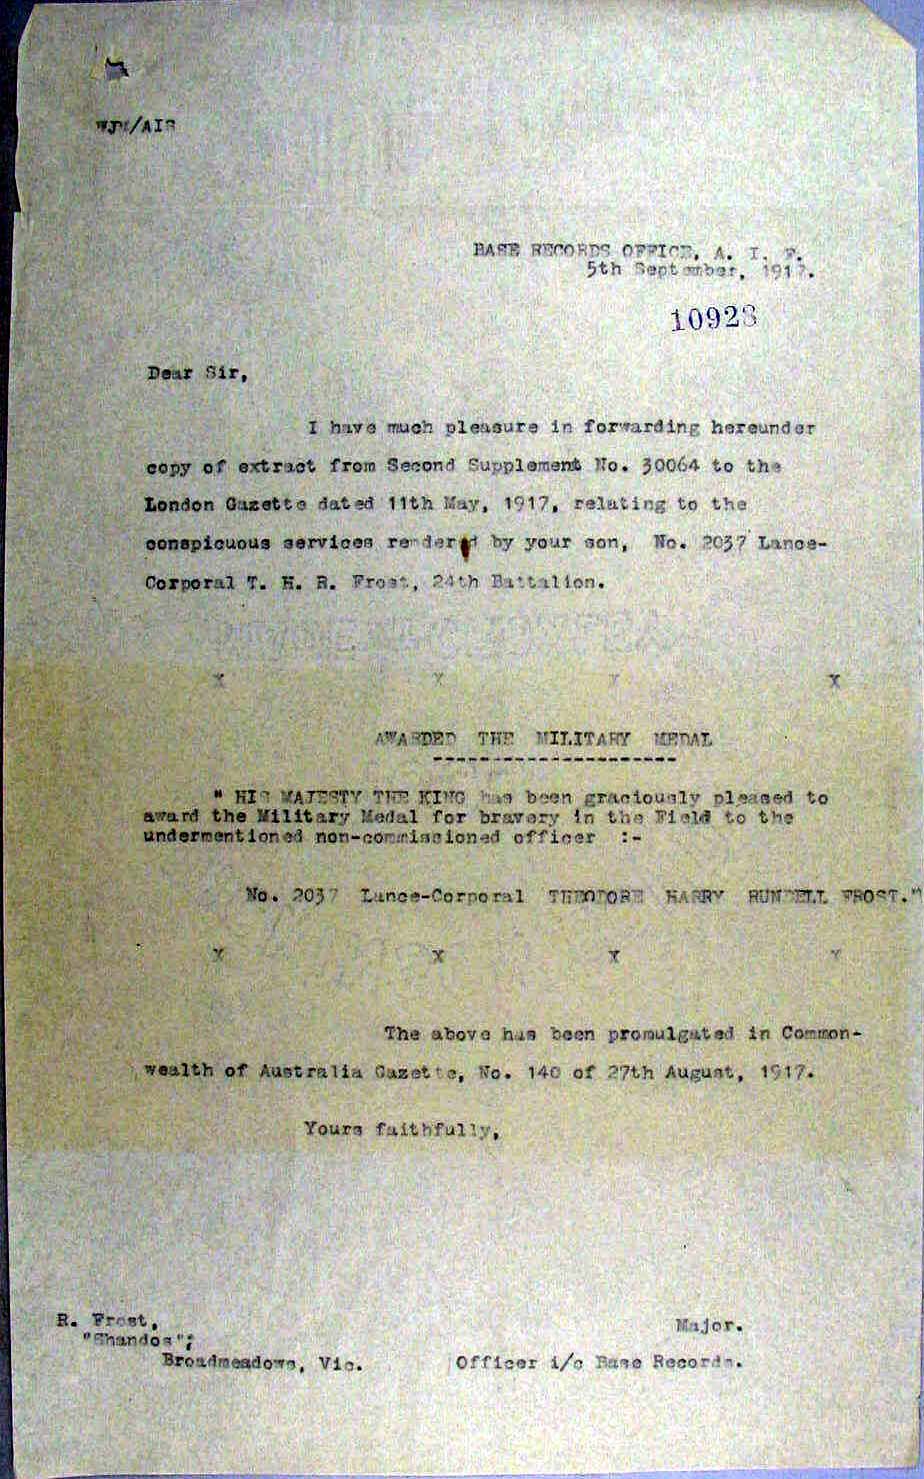 BASE RECORDS OFFICE, A. I. F.
5th September, 1917.
10928
Dear Sir,
I have much pleasure in forwarding hereunder
copy of extract from Second Supplement No. 30064 to the
London Gazette dated 11th May, 1917, relating to the
conspicuous services rendered by your son, No. 2037 Lance-
Corporal T. H. R. Frost, 24th Battalion.
X X X X
AWARDED THE MILITARY MEDAL
---------------------
" HIS MAJESTY THE KING has been graciously pleased to
award the Military Medal for bravery in the Field to the
undermentioned non-commissioned officer :-
No. 2037 Lance-Corporal THEODORE HARRY RUNDELL FROST."
X X X X
The above has been promulgated in Common-
wealth of Australia Gazette, No. 140 of 27th August, 1917.
Yours faithfully,
R. Frost,
"Shandos";
Broadmeadows, Vic.
Major.
Officer i/c Base Records.